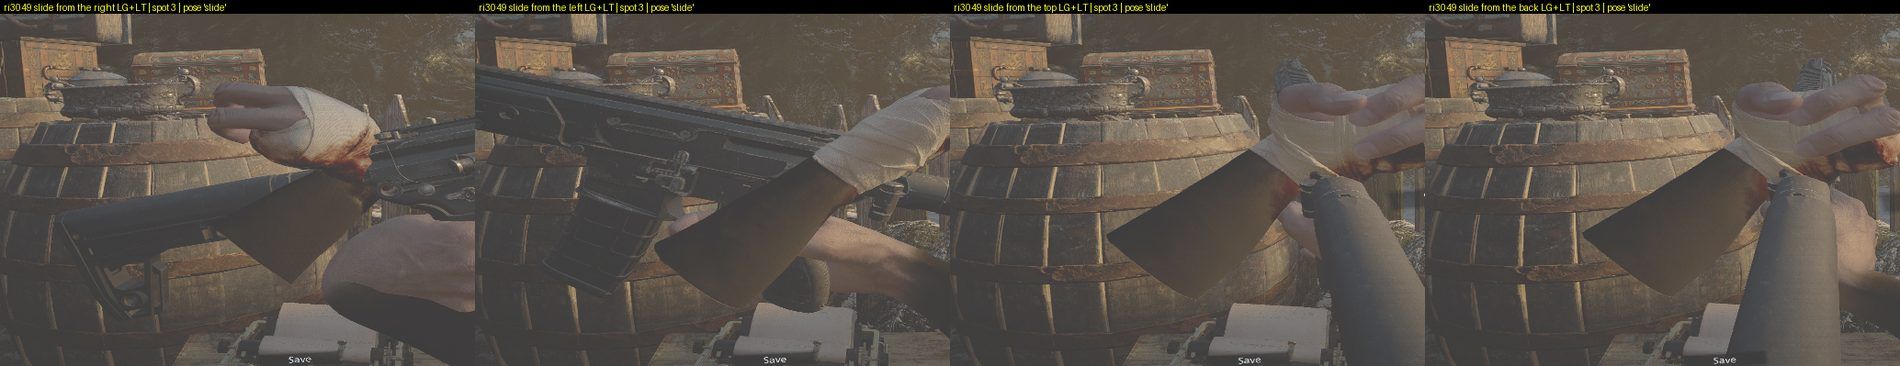 ri3049 slide from the right LG+LT | spot 3 | pose 'slide'
ri3049 slide from the left LG+LT | spot 3 | pose 'slide'
ri3049 slide from the top LG+LT | spot 3 | pose 'slide'
ri3049 slide from the back LG+LT | spot 3 | pose 'slide'
Save
Save
Save
Save